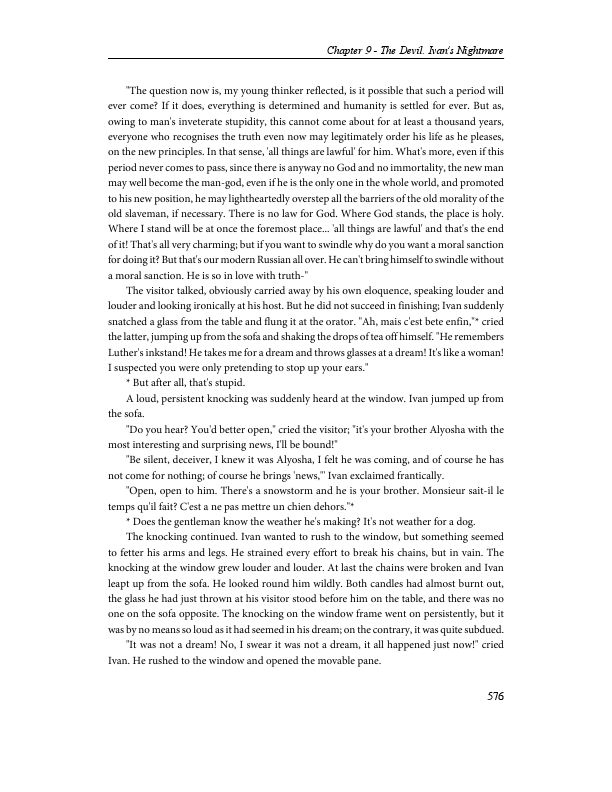 Chapter 9 - The Devil. Ivan's Nightmare
"The question now is, my young thinker reflected, is it possible that such a period will
ever come? If it does, everything is determined and humanity is settled for ever. But as,
owing to man's inveterate stupidity, this cannot come about for at least a thousand years,
everyone who recognises the truth even now may legitimately order his life as he pleases,
on the new principles. In that sense, 'all things are lawful' for him. What's more, even if this
period never comes to pass, since there is anyway no God and no immortality, the new man
may well become the man-god, even if he is the only one in the whole world, and promoted
to his new position, he may lightheartedly overstep all the barriers of the old morality of the
old slaveman, if necessary. There is no law for God. Where God stands, the place is holy.
Where I stand will be at once the foremost place... 'all things are lawful' and that's the end
of it! That's all very charming; but if you want to swindle why do you want a moral sanction
for doing it? But that's our modern Russian all over. He can't bring himself to swindle without
a moral sanction. He is so in love with truth-"
The visitor talked, obviously carried away by his own eloquence, speaking louder and
louder and looking ironically at his host. But he did not succeed in finishing; Ivan suddenly
snatched a glass from the table and flung it at the orator. "Ah, mais c'est bete enfin,"* cried
the latter, jumping up from the sofa and shaking the drops of tea off himself. "He remembers
Luther's inkstand! He takes me for a dream and throws glasses at a dream! It's like a woman!
I suspected you were only pretending to stop up your ears."
* But after all, that's stupid.
A loud, persistent knocking was suddenly heard at the window. Ivan jumped up from
the sofa.
"Do you hear? You'd better open," cried the visitor; "it's your brother Alyosha with the
most interesting and surprising news, I'll be bound!"
"Be silent, deceiver, I knew it was Alyosha, I felt he was coming, and of course he has
not come for nothing; of course he brings 'news,'" Ivan exclaimed frantically.
"Open, open to him. There's a snowstorm and he is your brother. Monsieur sait-il le
temps qu'il fait? C'est a ne pas mettre un chien dehors."*
* Does the gentleman know the weather he's making? It's not weather for a dog.
The knocking continued. Ivan wanted to rush to the window, but something seemed
to fetter his arms and legs. He strained every effort to break his chains, but in vain. The
knocking at the window grew louder and louder. At last the chains were broken and Ivan
leapt up from the sofa. He looked round him wildly. Both candles had almost burnt out,
the glass he had just thrown at his visitor stood before him on the table, and there was no
one on the sofa opposite. The knocking on the window frame went on persistently, but it
was by no means so loud as it had seemed in his dream; on the contrary, it was quite subdued.
"It was not a dream! No, I swear it was not a dream, it all happened just now!" cried
Ivan. He rushed to the window and opened the movable pane.
576